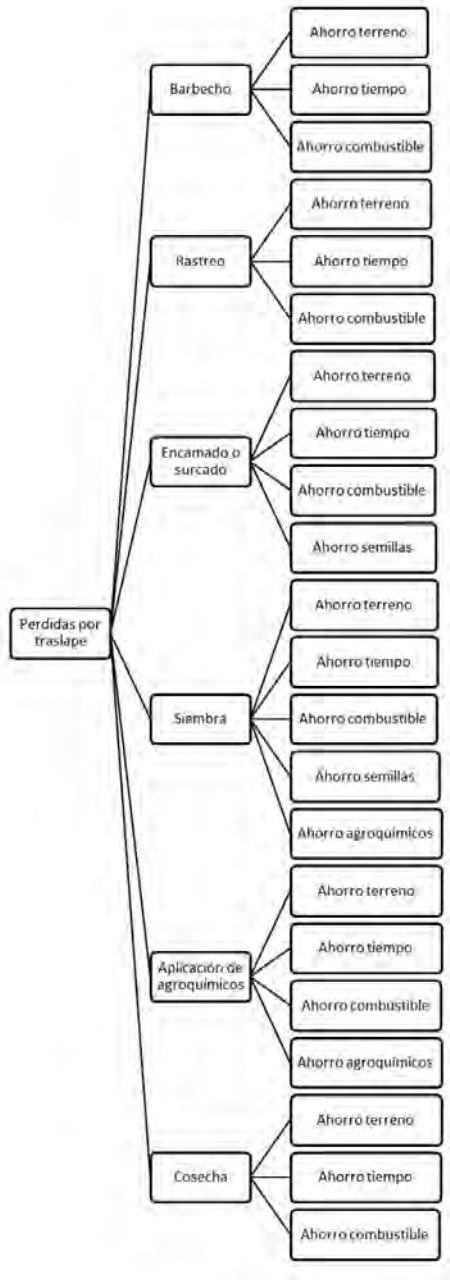 Perdidas por
traslape
Barbecho
Ahorro terreno
Ahorro tiempo
Ahorro combustible
Rastreo
Ahorro terreno
Ahorro tiempo
Ahorro combustible
Encamado o
surcado
Ahorro terreno
Ahorro tiempo
Ahorro combustible
Ahorro semillas
Siembra
Ahorro terreno
Ahorro tiempo
Ahorro combustible
Ahorro semillas
Ahorro agroquímicos
Aplicación de
agroquímicos
Ahorro terreno
Ahorro tiempo
Ahorro combustible
Ahorro agroquímicos
Cosecha
Ahorro terreno
Ahorro tiempo
Ahorro combustible